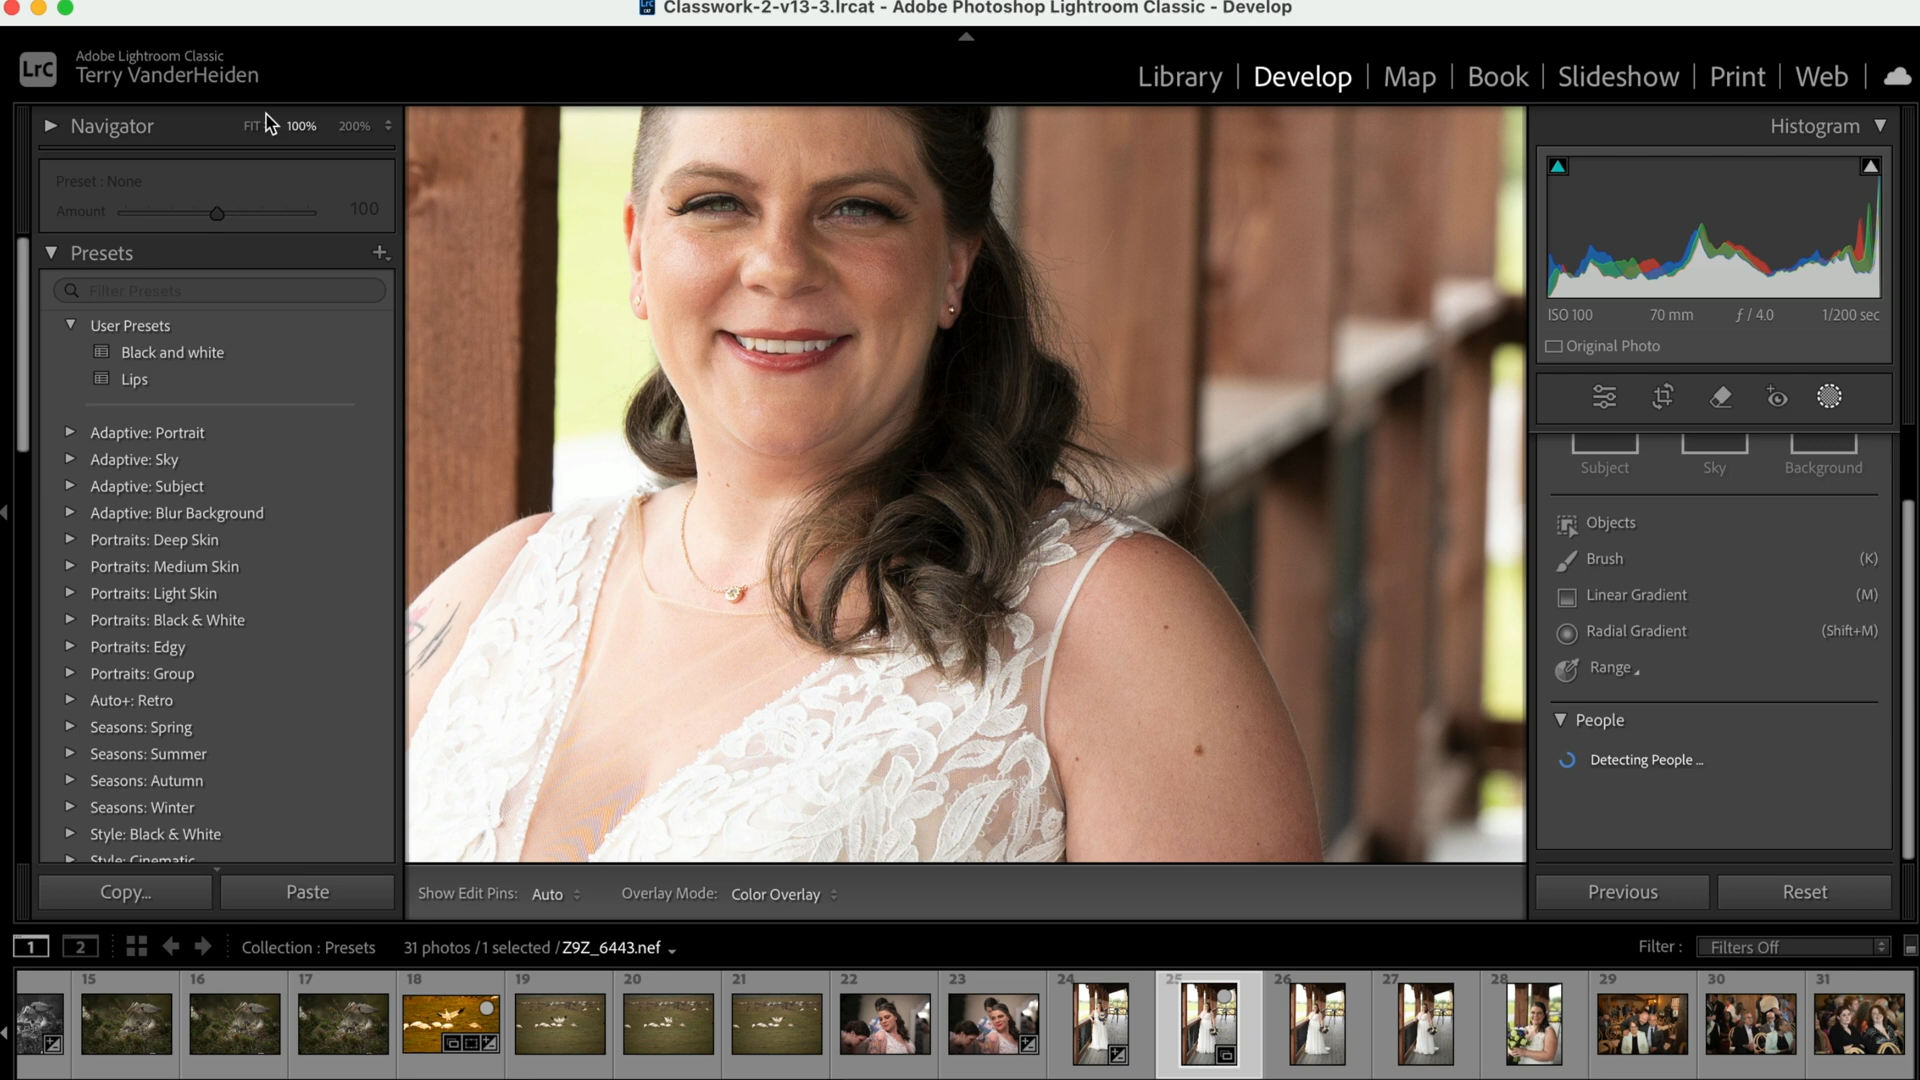 Classwork-2-v13-3.lrcat - Adobe Photoshop Lightroom Classic - Develop
LrC
Adobe Lightroom Classic
Terry VanderHeiden
Library | Develop | Map | Book | Slideshow | Print | Web
Navigator FIT 100% 200%
Histogram
Preset : None
Amount 100
Presets
Filter Presets
User Presets
Black and white
Lips
Adaptive: Portrait
Adaptive: Sky
Adaptive: Subject
Adaptive: Blur Background
Portraits: Deep Skin
Portraits: Medium Skin
Portraits: Light Skin
Portraits: Black & White
Portraits: Edgy
Portraits: Group
Auto+: Retro
Seasons: Spring
Seasons: Summer
Seasons: Autumn
Seasons: Winter
Style: Black & White
Style: Cinematic
Copy... Paste
ISO 100 70 mm ƒ / 4.0 1/200 sec
Original Photo
Subject Sky Background
Objects
Brush (K)
Linear Gradient (M)
Radial Gradient (Shift+M)
Range
People
Detecting People ...
Previous Reset
Show Edit Pins: Auto Overlay Mode: Color Overlay
1 2 Collection : Presets 31 photos / 1 selected / Z9Z_6443.nef Filter : Filters Off
15 16 17 18 19 20 21 22 23 24 25 26 27 28 29 30 31